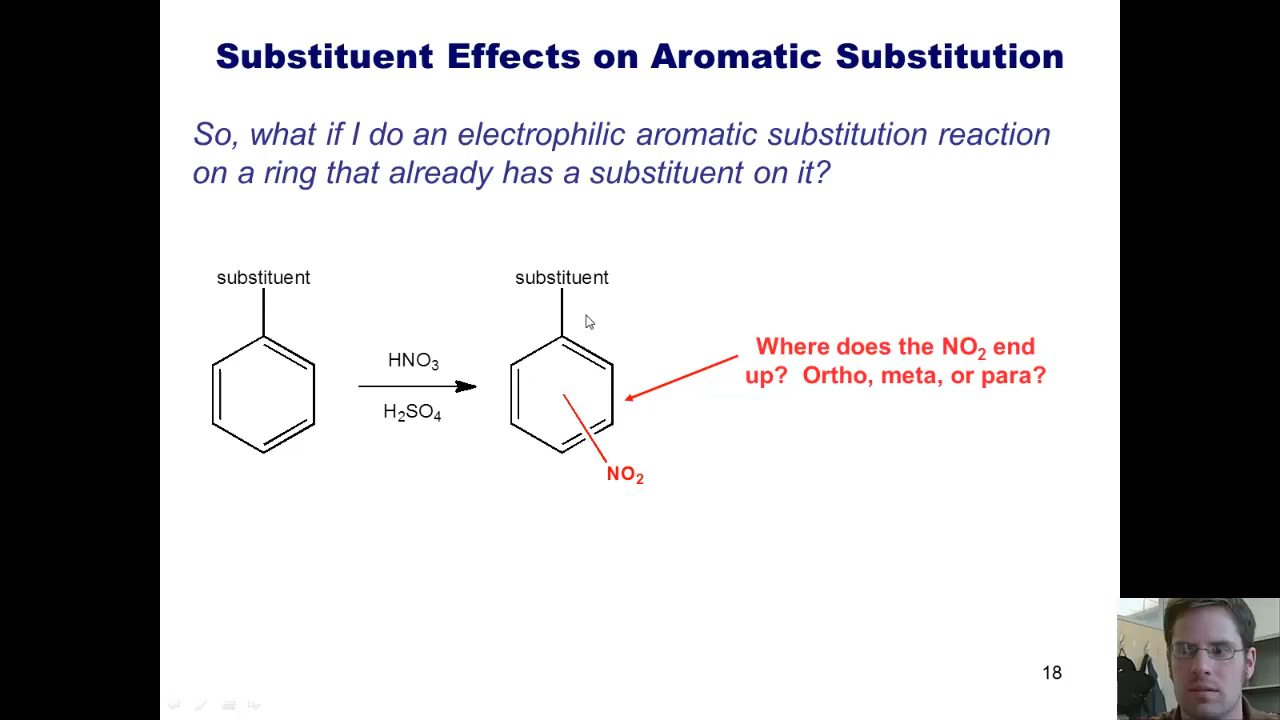 Substituent Effects on Aromatic Substitution
So, what if I do an electrophilic aromatic substitution reaction
on a ring that already has a substituent on it?
substituent
substituent
HNO₃
H₂SO₄
NO₂
Where does the NO₂ end
up? Ortho, meta, or para?
18